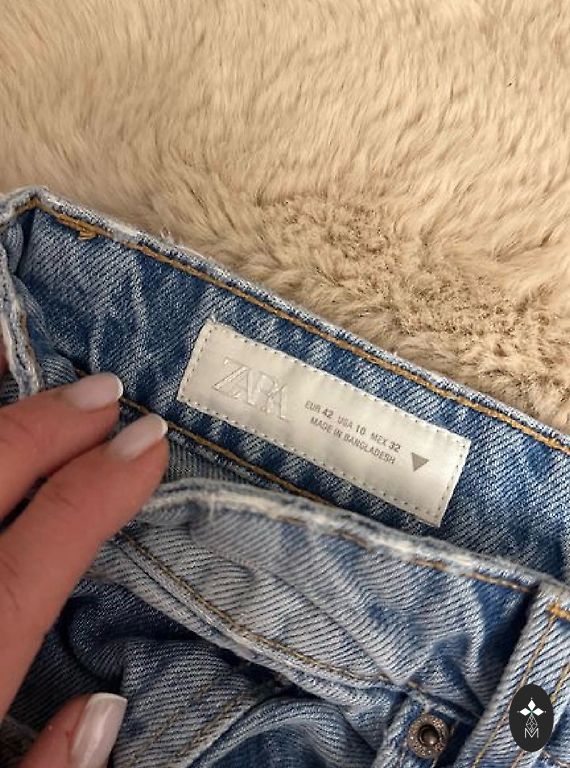 ZARA
EUR 42 USA 10 MEX 32
MADE IN BANGLADESH
M